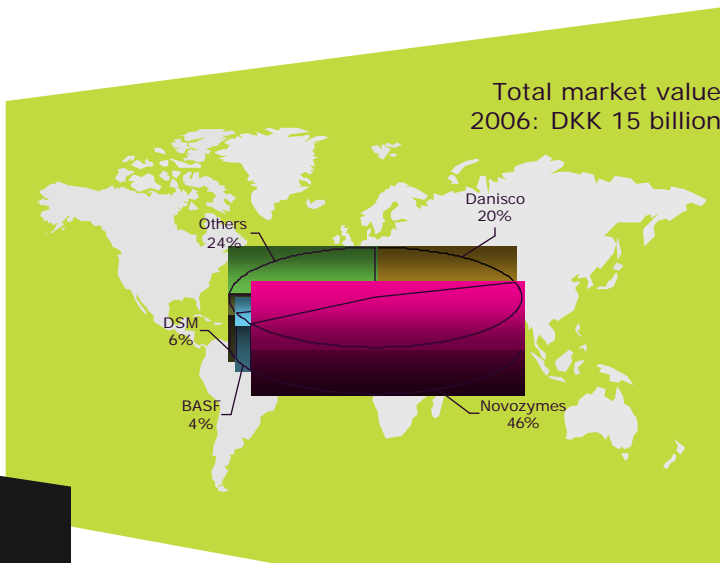 Total market value
2006: DKK 15 billion
Danisco
20%
Others
24%
DSM
6%
BASF
4%
Novozymes
46%